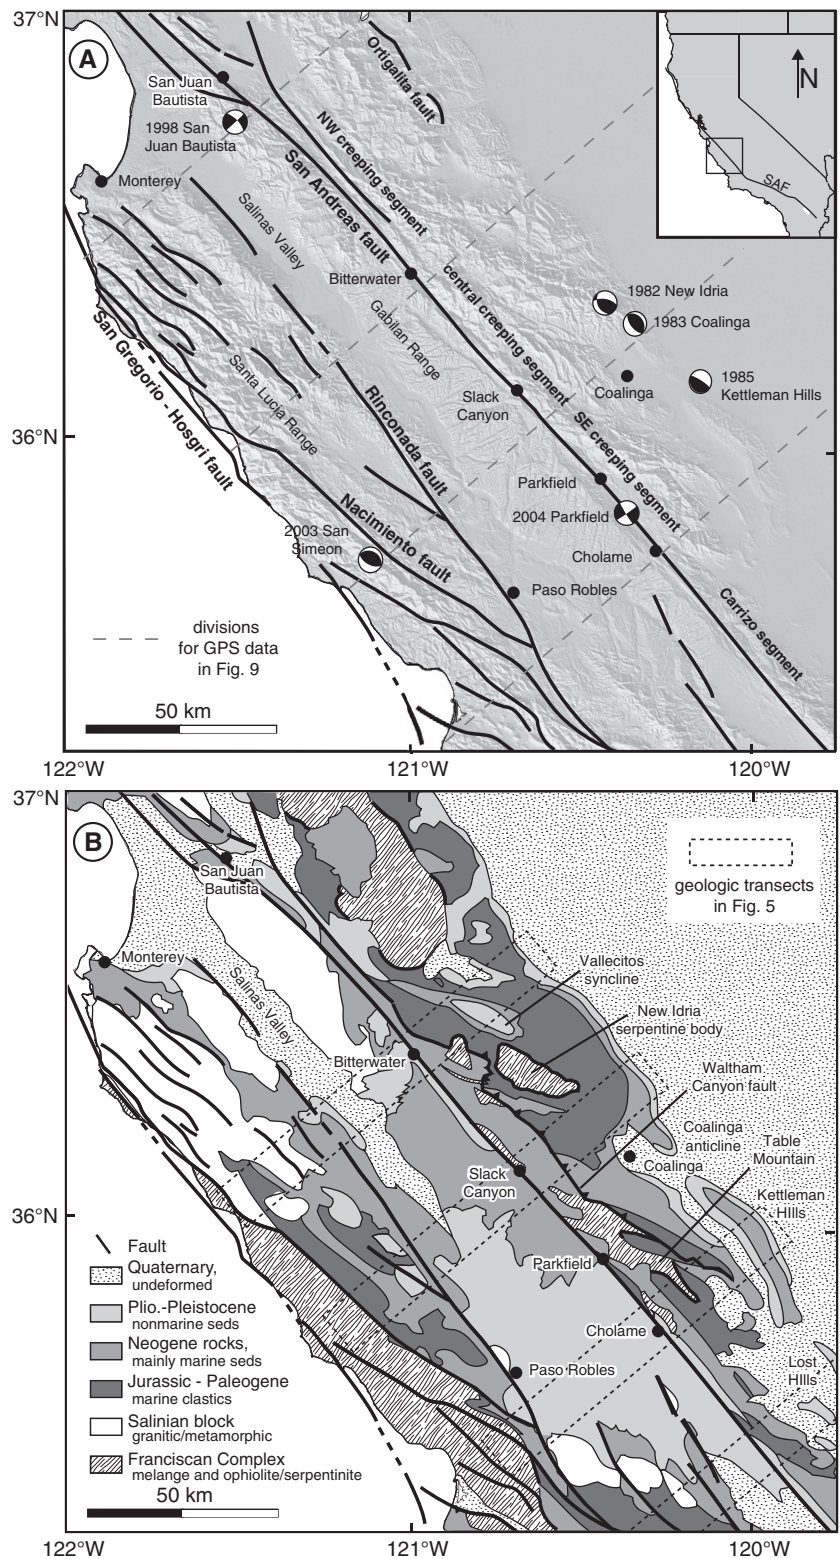 37°N
A
San Juan
Bautista
1998 San
Juan Bautista
Monterey
Ortigalita fault
NW creeping segment
San Andreas fault
Salinas Valley
Bitterwater
Gabilan Range
central creeping segment
N
SAF
1982 New Idria
1983 Coalinga
Coalinga
1985
Kettleman Hills
San Gregorio - Hosgri fault
Santa Lucia Range
Rinconada fault
Slack
Canyon
SE creeping segment
36°N
Parkfield
2004 Parkfield
Nacimiento fault
2003 San
Simeon
Cholame
Paso Robles
Carrizo segment
divisions
for GPS data
in Fig. 9
50 km
122°W
121°W
120°W
37°N
B
San Juan
Bautista
geologic transects
in Fig. 5
Monterey
Salinas Valley
Vallecitos
syncline
New Idria
serpentine body
Bitterwater
Waltham
Canyon fault
Coalinga
anticline
Table
Mountain
Coalinga
Slack
Canyon
Kettleman
HIlls
36°N
Parkfield
Cholame
Paso Robles
Lost
HIlls
Fault
Quaternary,
undeformed
Plio.-Pleistocene
nonmarine seds
Neogene rocks,
mainly marine seds
Jurassic - Paleogene
marine clastics
Salinian block
granitic/metamorphic
Franciscan Complex
melange and ophiolite/serpentinite
50 km
122°W
121°W
120°W